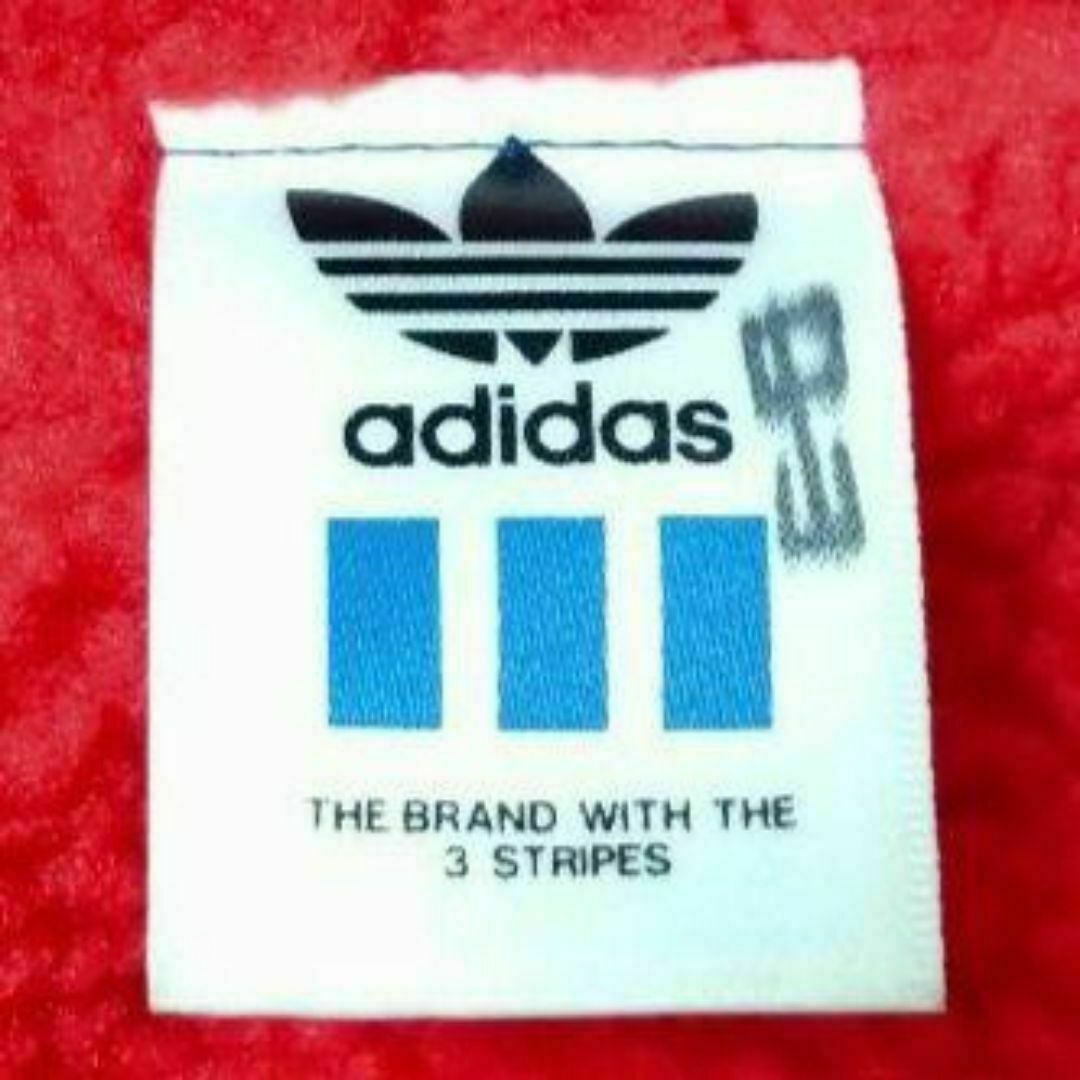 adidas
THE BRAND WITH THE
3 STRIPES